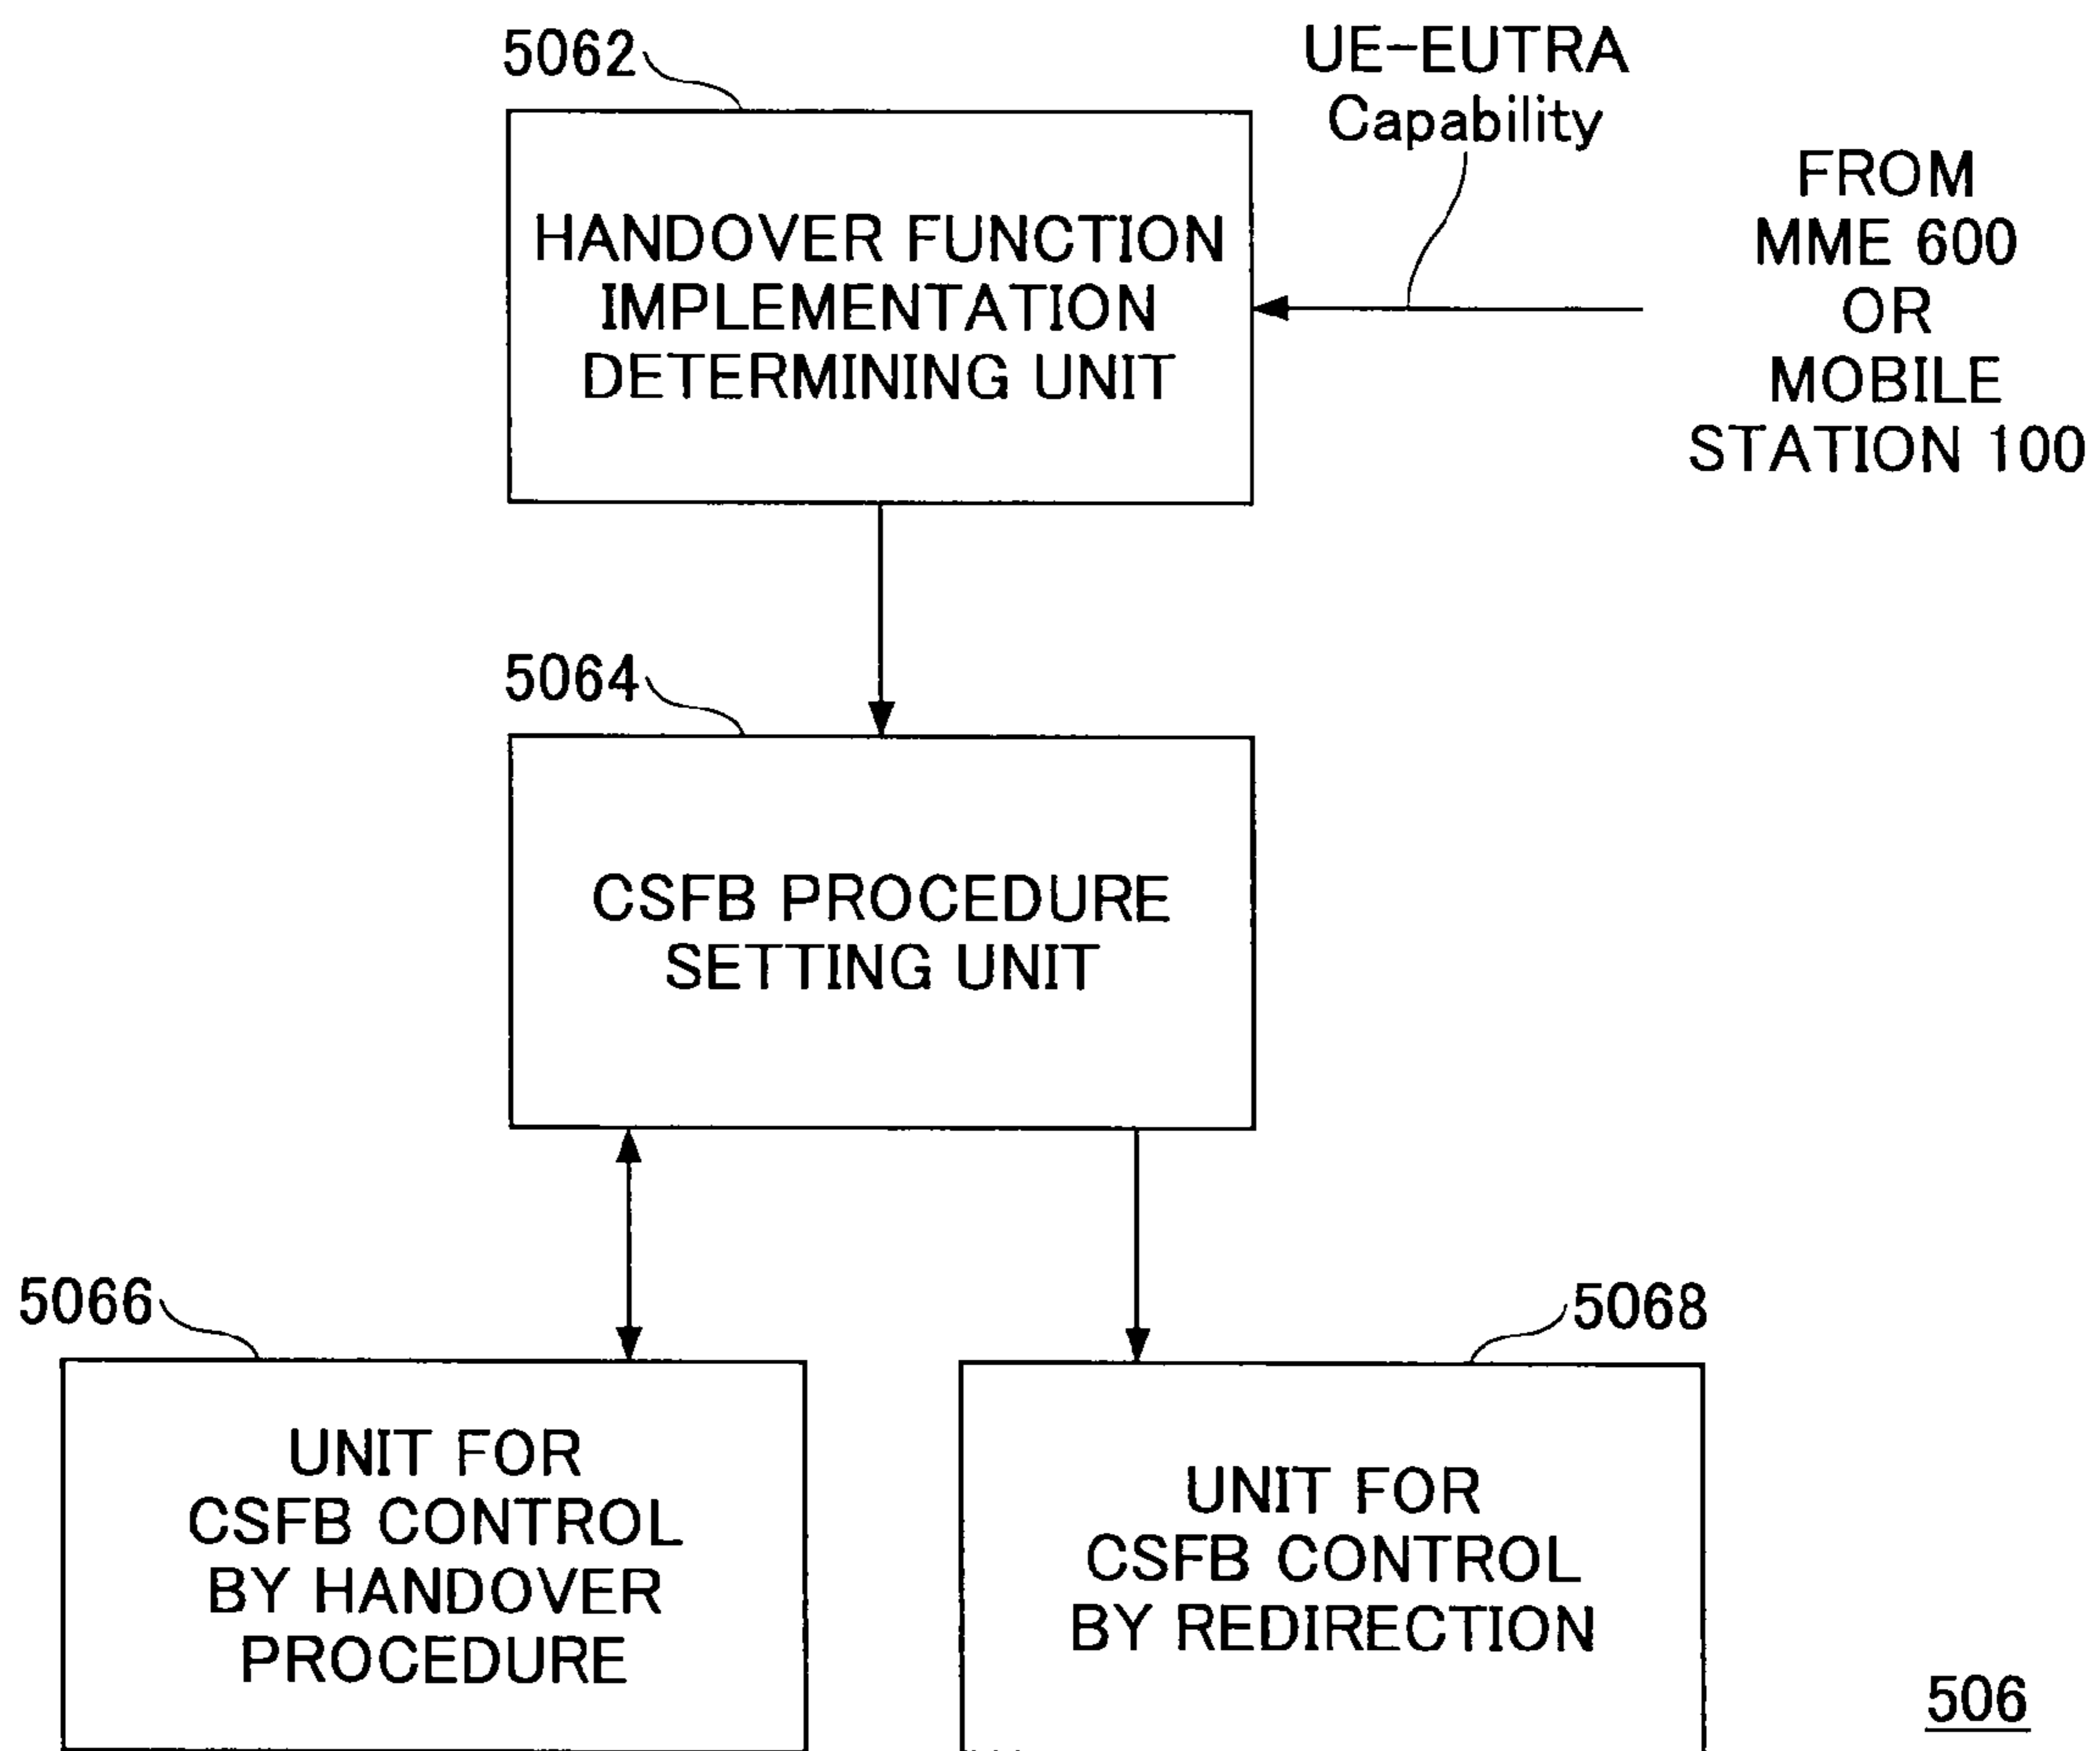 5062
UE-EUTRA
Capability
FROM
MME 600
OR
MOBILE
STATION 100
HANDOVER FUNCTION
IMPLEMENTATION
DETERMINING UNIT
5064
CSFB PROCEDURE
SETTING UNIT
5066
5068
UNIT FOR
CSFB CONTROL
BY HANDOVER
PROCEDURE
UNIT FOR
CSFB CONTROL
BY REDIRECTION
506